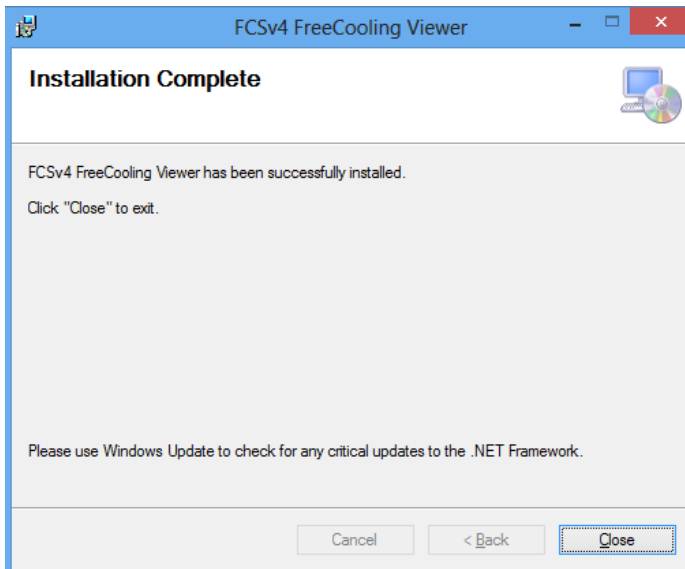 FCSv4 FreeCooling Viewer
Installation Complete
FCSv4 FreeCooling Viewer has been successfully installed.
Click "Close" to exit.
Please use Windows Update to check for any critical updates to the .NET Framework.
Cancel
< Back
Close